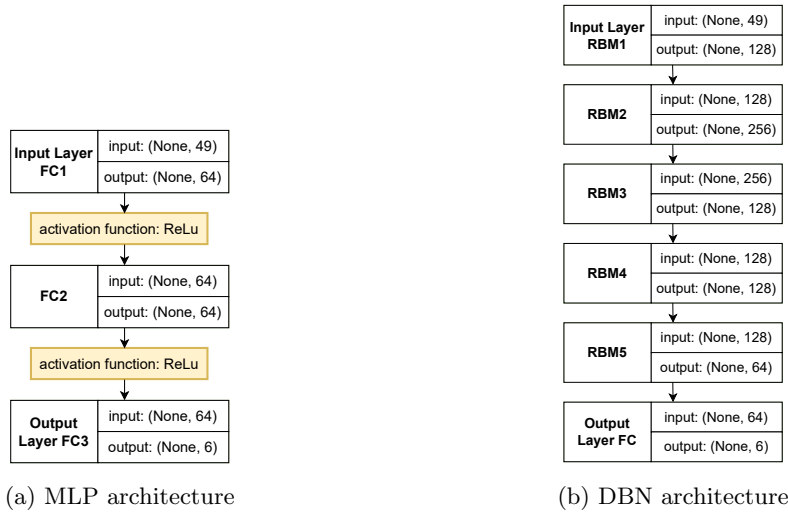 Input Layer
FC1
input: (None, 49)
output: (None, 64)
activation function: ReLu
FC2
input: (None, 64)
output: (None, 64)
activation function: ReLu
Output
Layer FC3
input: (None, 64)
output: (None, 6)
(a) MLP architecture
Input Layer
RBM1
input: (None, 49)
output: (None, 128)
RBM2
input: (None, 128)
output: (None, 256)
RBM3
input: (None, 256)
output: (None, 128)
RBM4
input: (None, 128)
output: (None, 128)
RBM5
input: (None, 128)
output: (None, 64)
Output
Layer FC
input: (None, 64)
output: (None, 6)
(b) DBN architecture